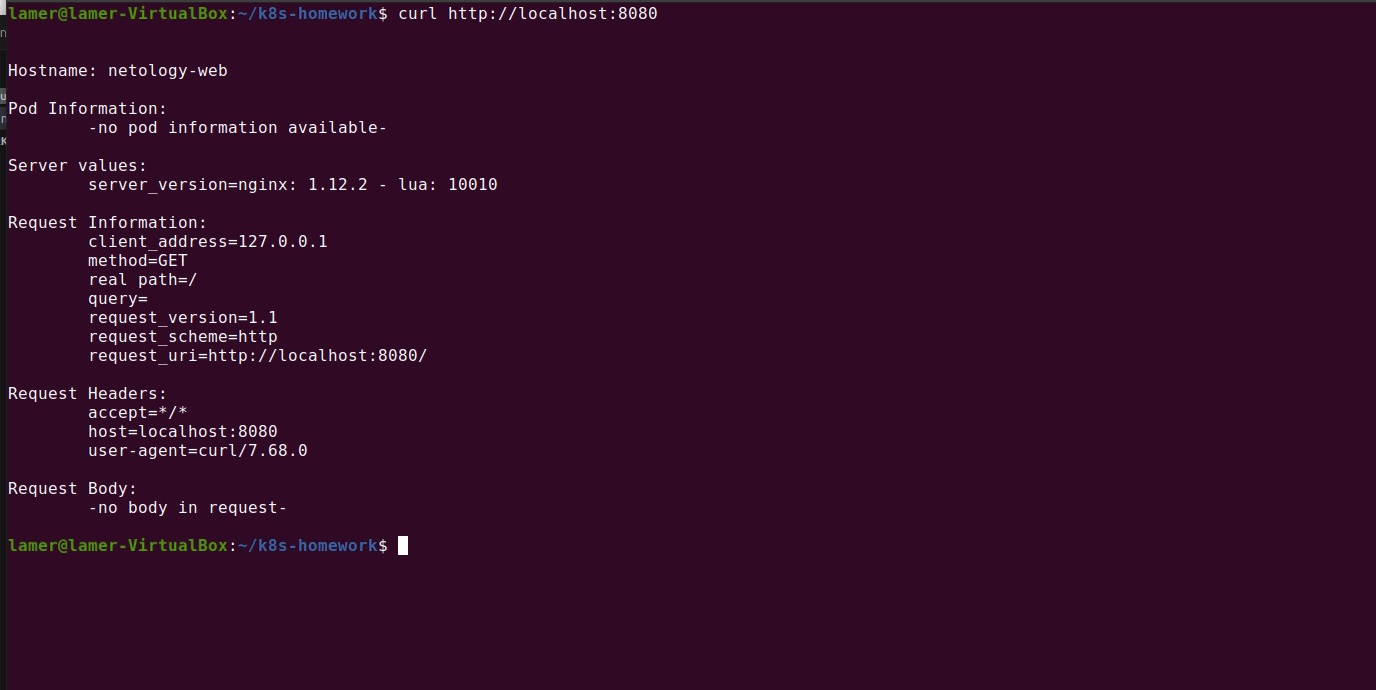 lamer@lamer-VirtualBox:~/k8s-homework$ curl http://localhost:8080
Hostname: netology-web
Pod Information:
-no pod information available-
Server values:
server_version=nginx: 1.12.2 - lua: 10010
Request Information:
client_address=127.0.0.1
method=GET
real path=/
query=
request_version=1.1
request_scheme=http
request_uri=http://localhost:8080/
Request Headers:
accept=*/*
host=localhost:8080
user-agent=curl/7.68.0
Request Body:
-no body in request-
lamer@lamer-VirtualBox:~/k8s-homework$